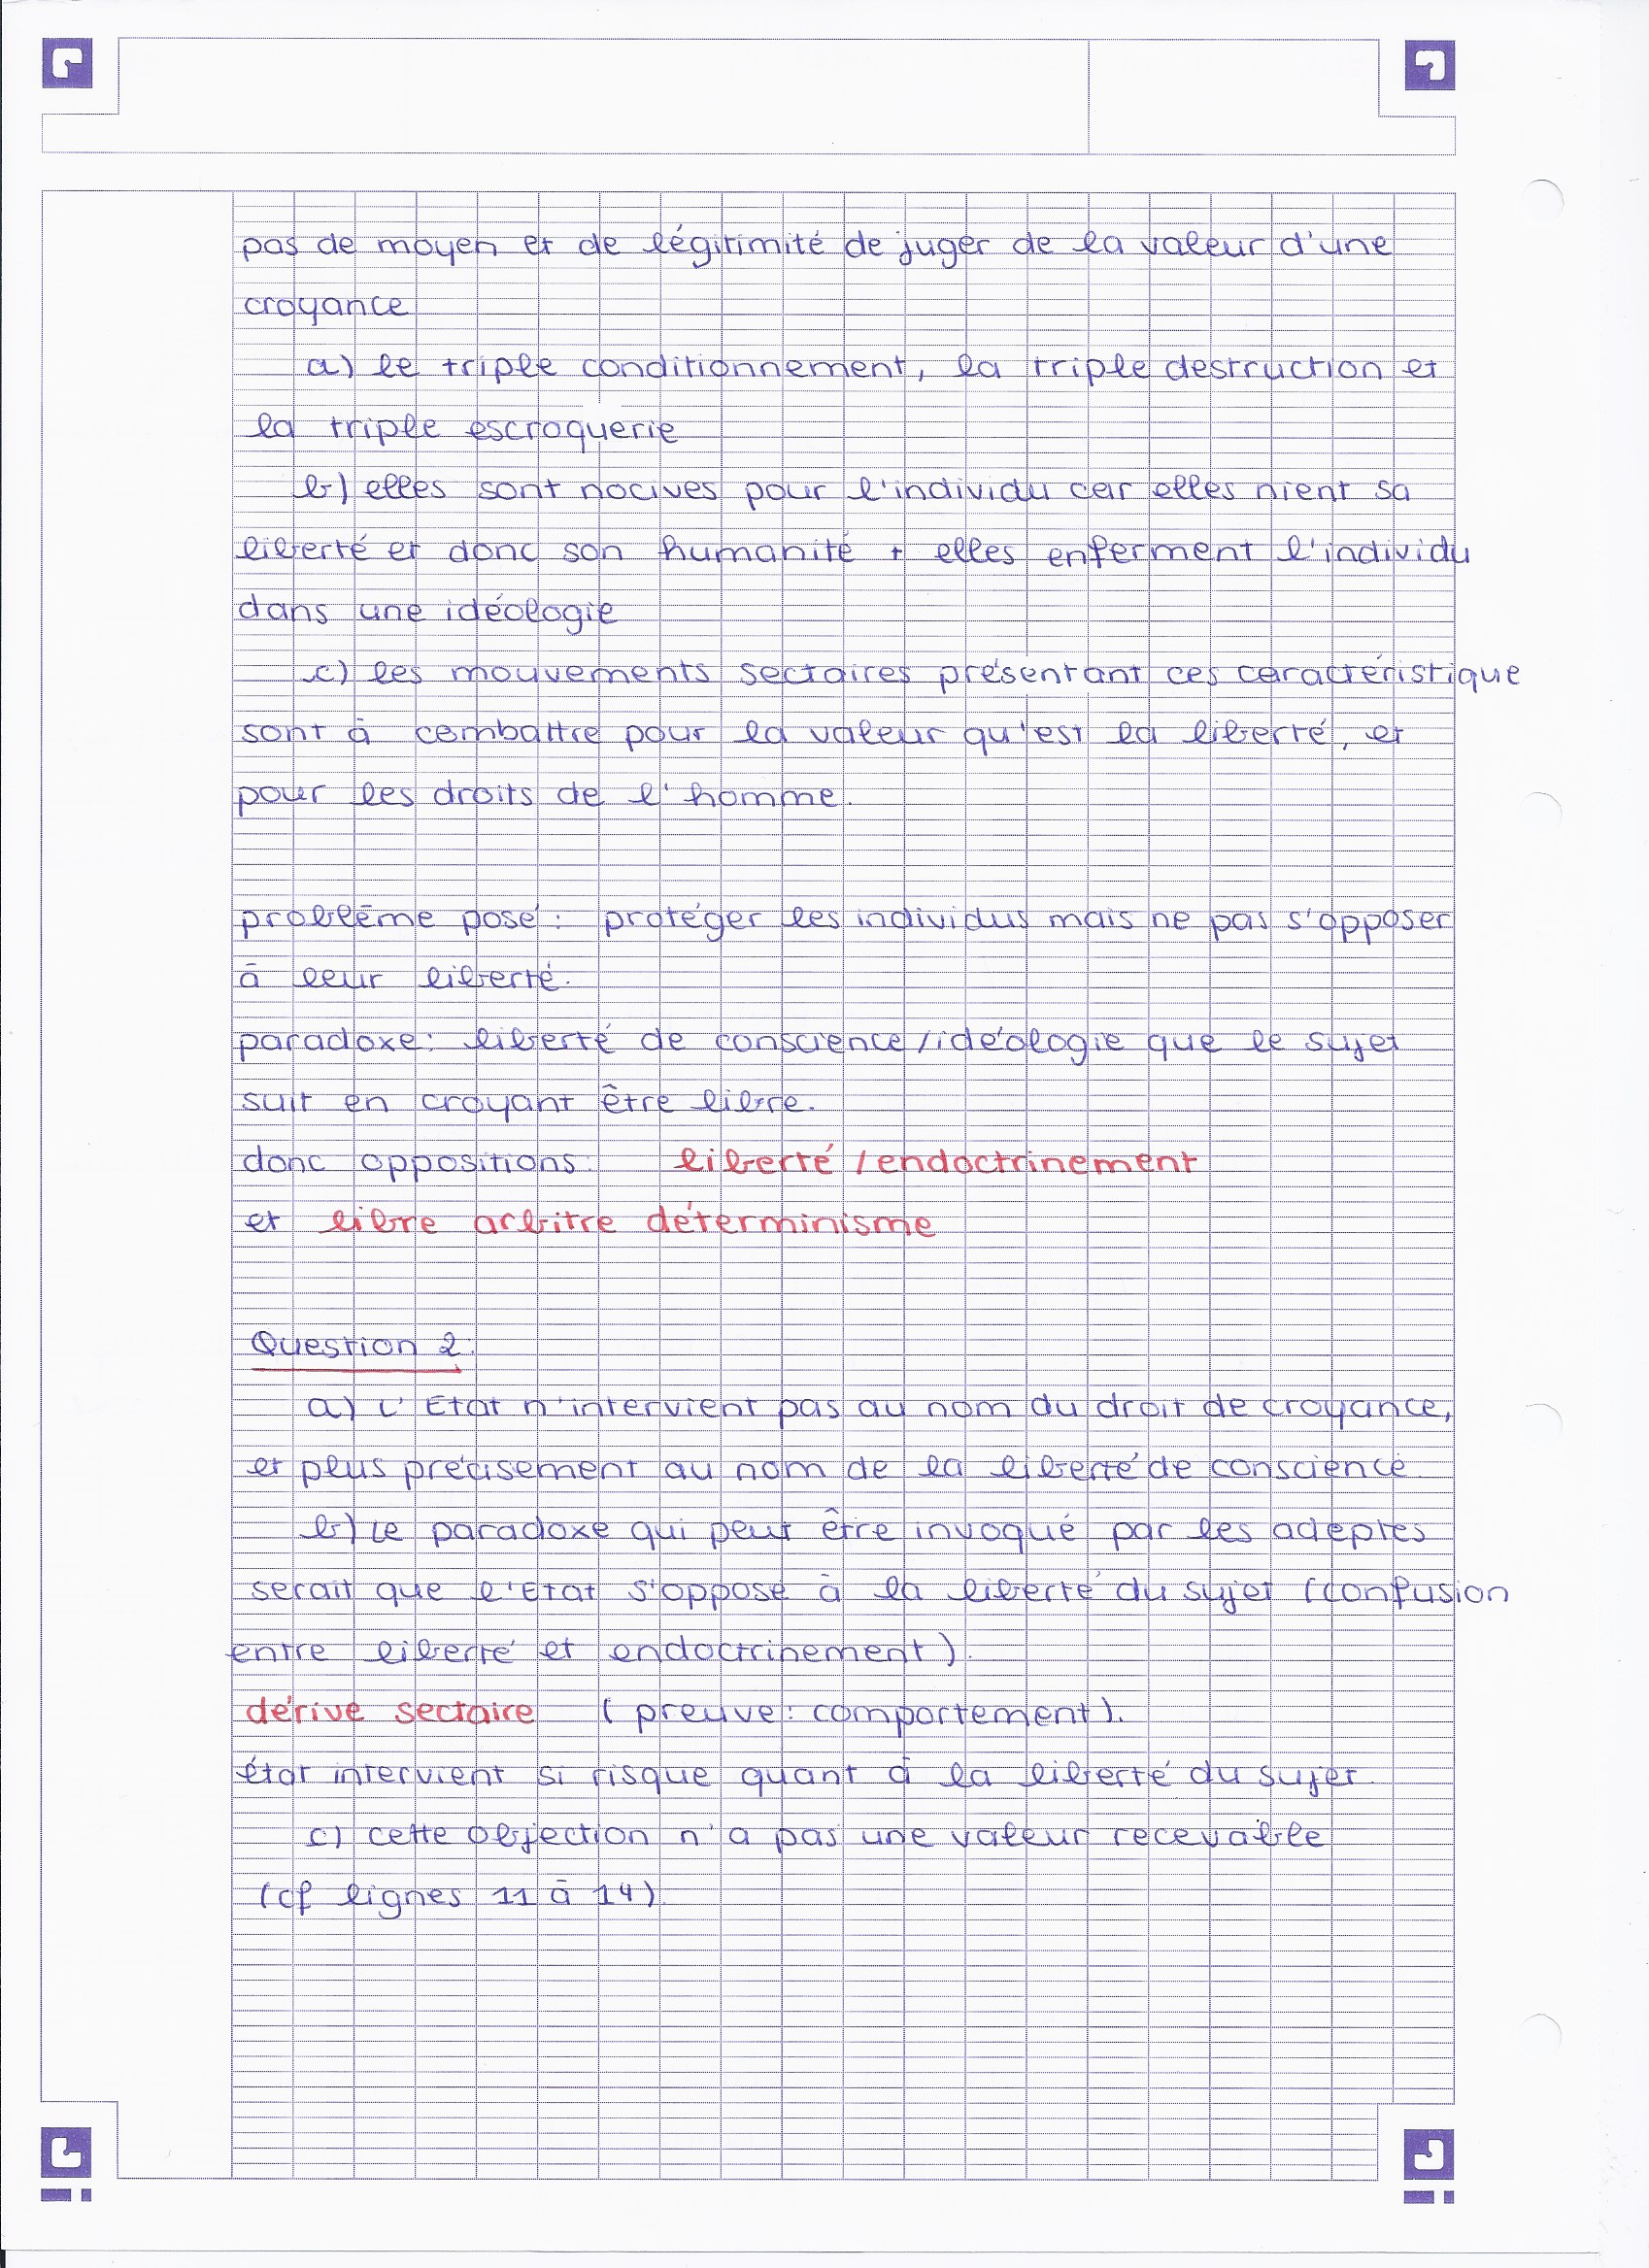 pas de moyen et de légitimité de juger de la valeur d'une
croyance
a) le triple conditionnement, la triple destruction et
la triple escroquerie
b) elles sont nocives pour l'individu car elles nient sa
liberté et donc son humanité + elles enferment l'individu
dans une idéologie
c) les mouvements sectaires présentant ces caractéristique
sont à combattre pour la valeur qu'est la liberté, et
pour les droits de l'homme.
problème posé : protéger les individus mais ne pas s'opposer
à leur liberté.
paradoxe: liberté de conscience/idéologie que le sujet
suit en croyant être libre.
donc oppositions: liberté /endoctrinement
et libre arbitre déterminisme
Question 2:
a) L'Etat n'intervient pas au nom du droit de croyance,
et plus précisement au nom de la liberté de conscience
b) Le paradoxe qui peut être invoqué par les adeptes
serait que l'Etat s'oppose à la liberté du sujet (confusion
entre liberté et endoctrinement).
dérive sectaire (preuve: comportement).
état intervient si risque quant à la liberté du sujet.
c) cette objection n'a pas une valeur recevable
(cf lignes 11 à 14).